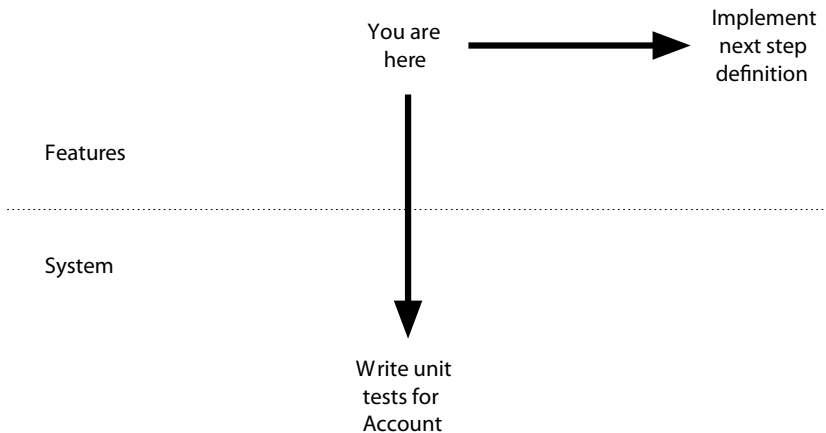 You are
here
Implement
next step
definition
Features
System
Write unit
tests for
Account